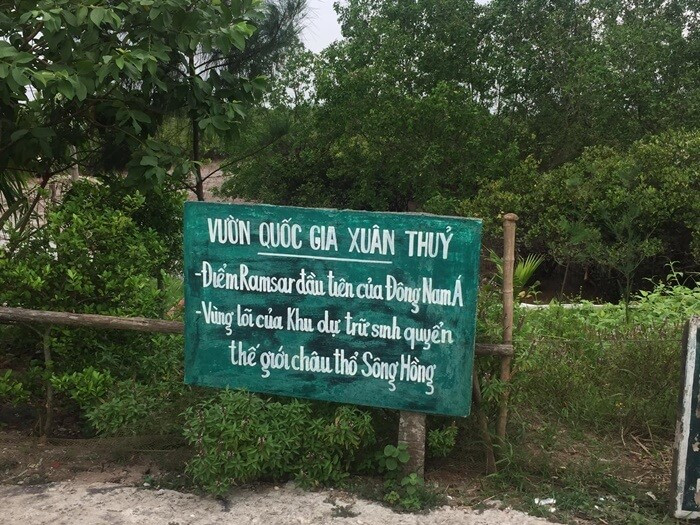 VƯỜN QUỐC GIA XUÂN THUỶ
-Điểm Ramsar đầu tiên của Đông Nam Á
-Vùng lõi của Khu dự trữ sinh quyển
thế giới châu thổ Sông Hồng